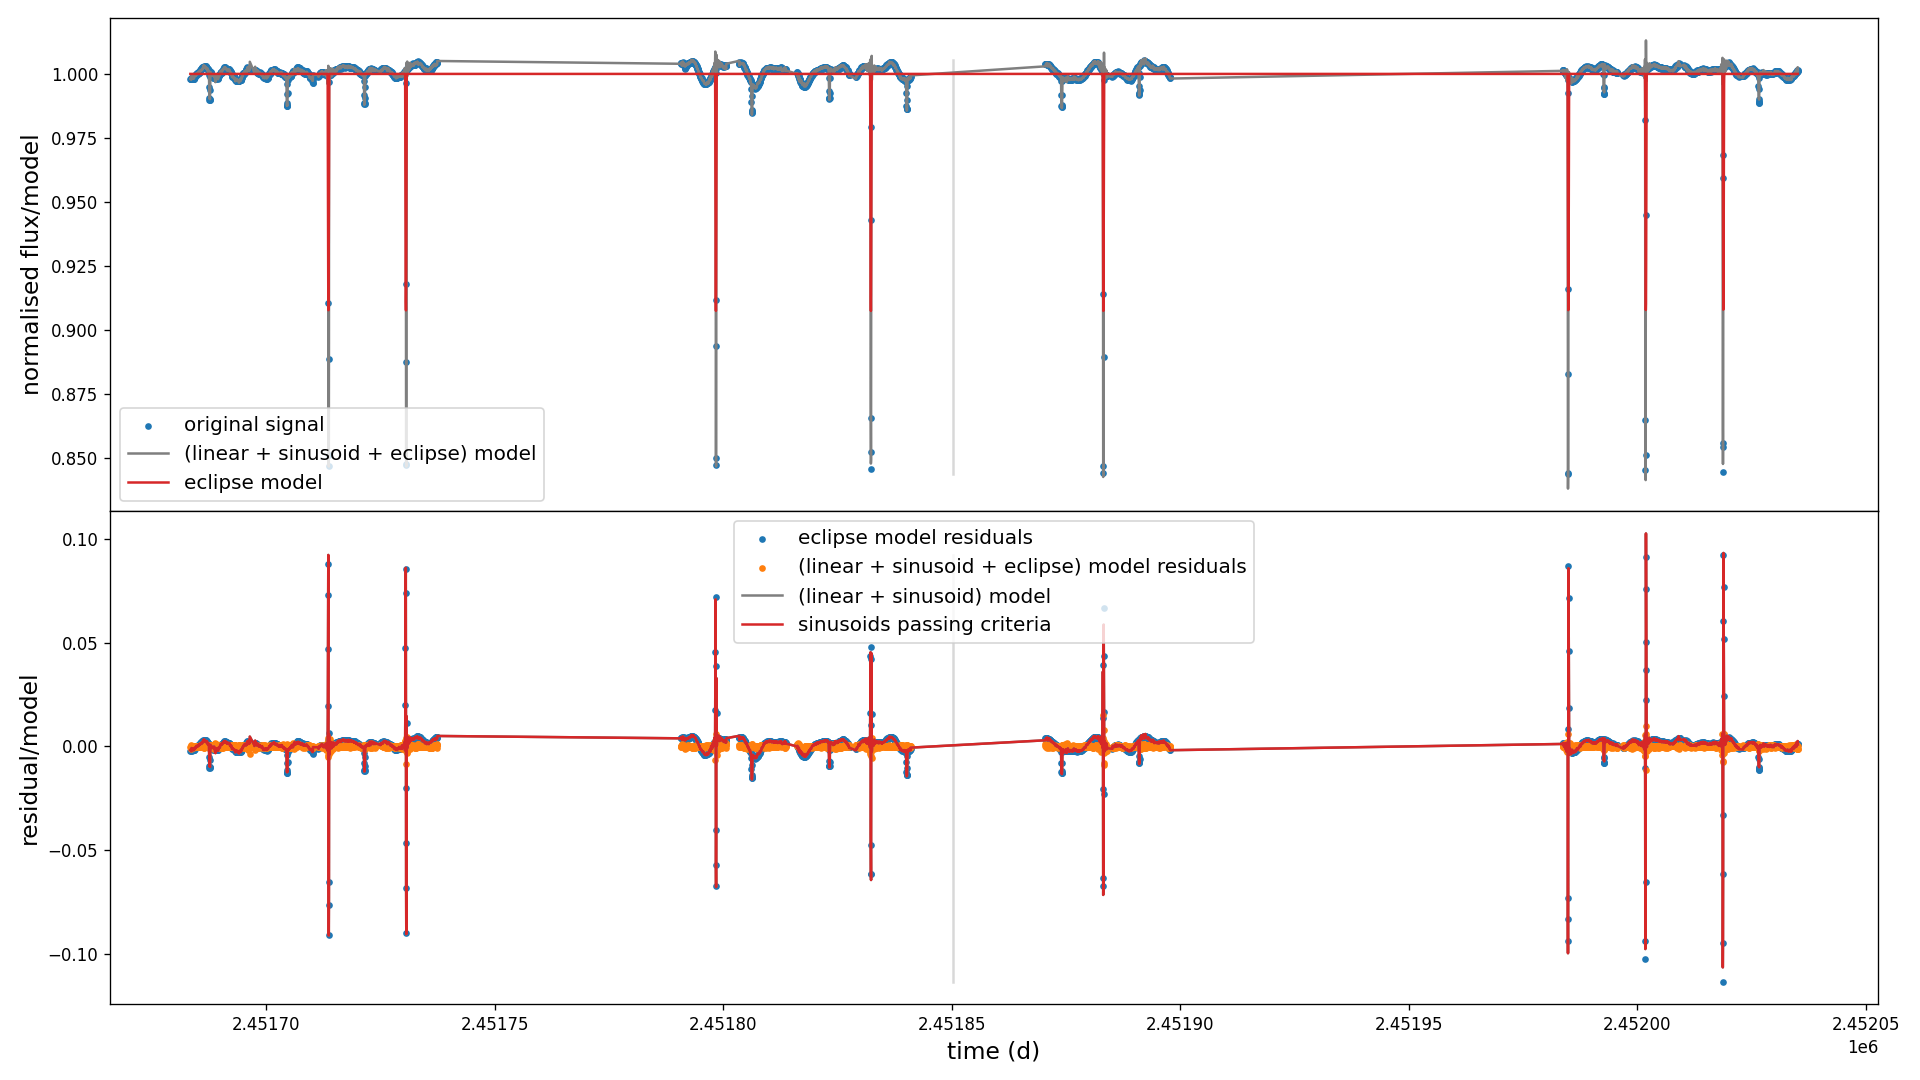 1.000
0.975
0.950
0.925
0.900
0.875
0.850
normalised flux/model
original signal
(linear + sinusoid + eclipse) model
eclipse model
0.10
0.05
0.00
−0.05
−0.10
residual/model
eclipse model residuals
(linear + sinusoid + eclipse) model residuals
(linear + sinusoid) model
sinusoids passing criteria
2.45170 2.45175 2.45180 2.45185 2.45190 2.45195 2.45200 2.45205
time (d)
1e6